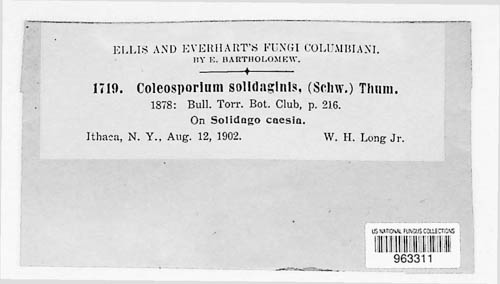 ELLIS AND EVERHART'S FUNGI COLUMBIANI.
BY E. BARTHOLOMEW.
1719. Coleosporium solidaginis, (Schw.) Thum.
1878: Bull. Torr. Bot. Club, p. 216.
On Solidago caesia.
Ithaca, N. Y., Aug. 12, 1902. W. H. Long Jr.
US NATIONAL FUNGUS COLLECTIONS
963311